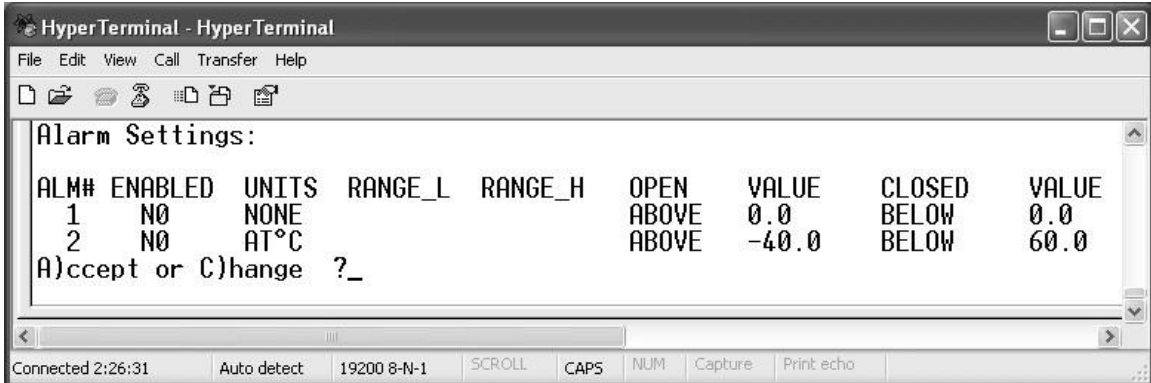 HyperTerminal - HyperTerminal
File Edit View Call Transfer Help
Alarm Settings:
ALM# ENABLED UNITS RANGE_L RANGE_H OPEN VALUE CLOSED VALUE
1 NO NONE ABOVE 0.0 BELOW 0.0
2 NO AT°C ABOVE -40.0 BELOW 60.0
A)ccept or C)hange ?_
Connected 2:26:31 Auto detect 19200 8-N-1 SCROLL CAPS NUM Capture Print echo